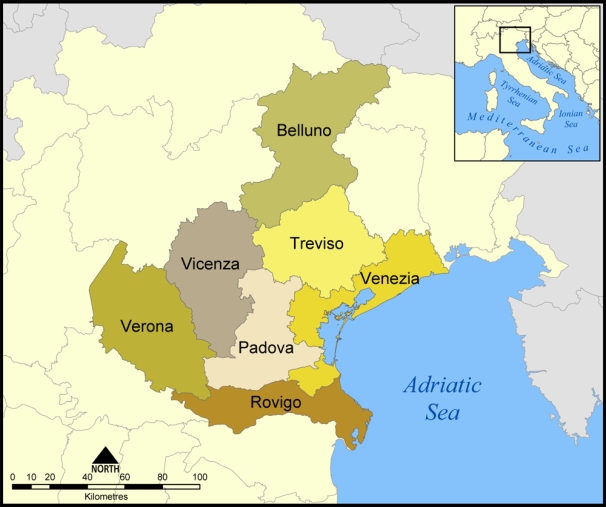 Belluno
Treviso
Vicenza
Venezia
Verona
Padova
Rovigo
Adriatic
Sea
NORTH
0 10 20 40 60 80 100
Kilometres
Adriatic
Sea
Tyrrhenian
Sea
Ionian
Sea
Mediterranean Sea